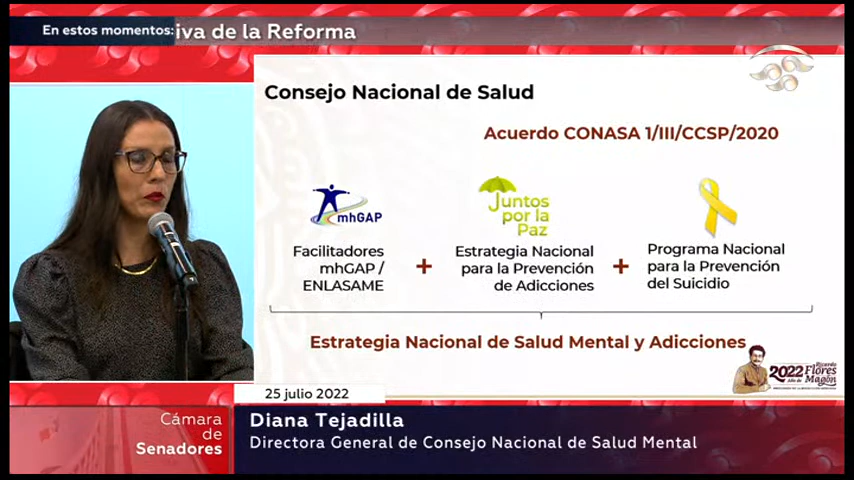 En estos momentos: iva de la Reforma
Consejo Nacional de Salud
Acuerdo CONASA 1/III/CCSP/2020
mhGAP
Juntos
por la
Paz
Facilitadores
mhGAP /
ENLASAME
+
Estrategia Nacional
para la Prevención
de Adicciones
+
Programa Nacional
para la Prevención
del Suicidio
Estrategia Nacional de Salud Mental y Adicciones
2022
Año de
Ricardo
Flores
Magón
25 julio 2022
Cámara
de
Senadores
Diana Tejadilla
Directora General de Consejo Nacional de Salud Mental